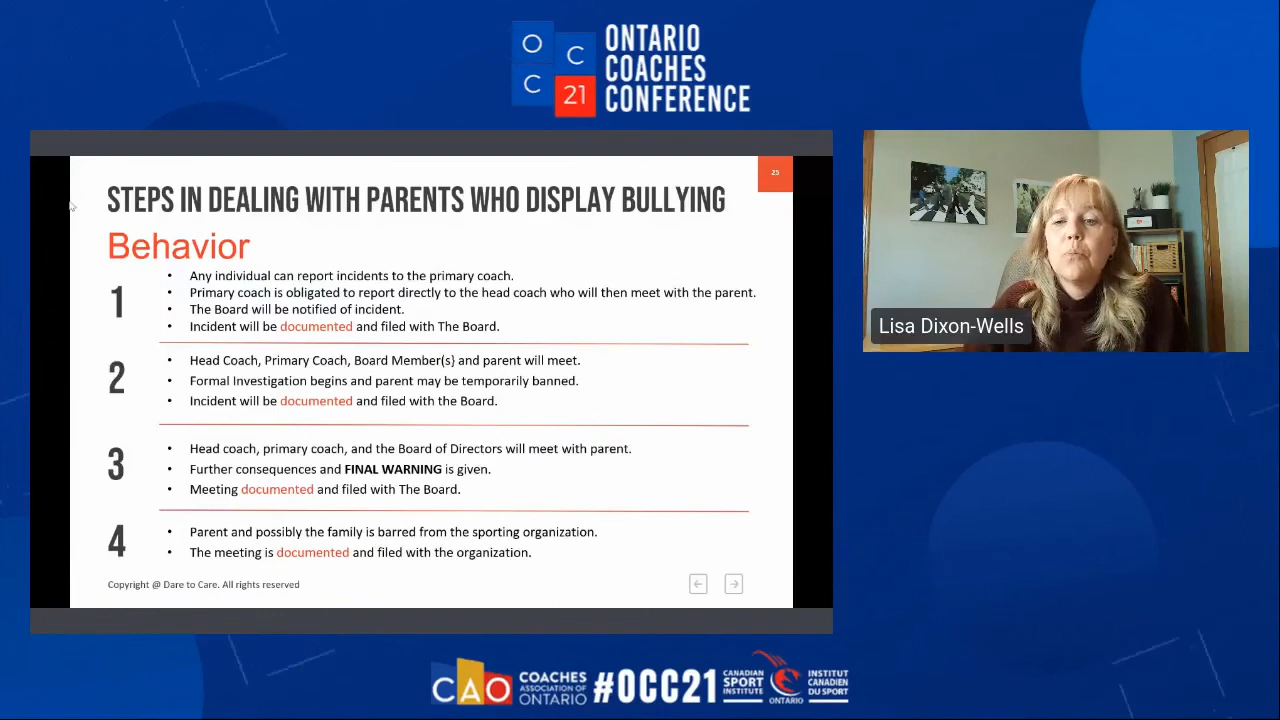 O
C
C
21
ONTARIO
COACHES
CONFERENCE
25
STEPS IN DEALING WITH PARENTS WHO DISPLAY BULLYING
Behavior
1
• Any individual can report incidents to the primary coach.
• Primary coach is obligated to report directly to the head coach who will then meet with the parent.
• The Board will be notified of incident.
• Incident will be documented and filed with The Board.
2
• Head Coach, Primary Coach, Board Member(s} and parent will meet.
• Formal Investigation begins and parent may be temporarily banned.
• Incident will be documented and filed with the Board.
3
• Head coach, primary coach, and the Board of Directors will meet with parent.
• Further consequences and FINAL WARNING is given.
• Meeting documented and filed with The Board.
4
• Parent and possibly the family is barred from the sporting organization.
• The meeting is documented and filed with the organization.
Copyright @ Dare to Care. All rights reserved
Lisa Dixon-Wells
CAO
COACHES
ASSOCIATION OF
ONTARIO
#OCC21
CANADIAN
SPORT
INSTITUTE
ONTARIO
INSTITUT
CANADIEN
DU SPORT